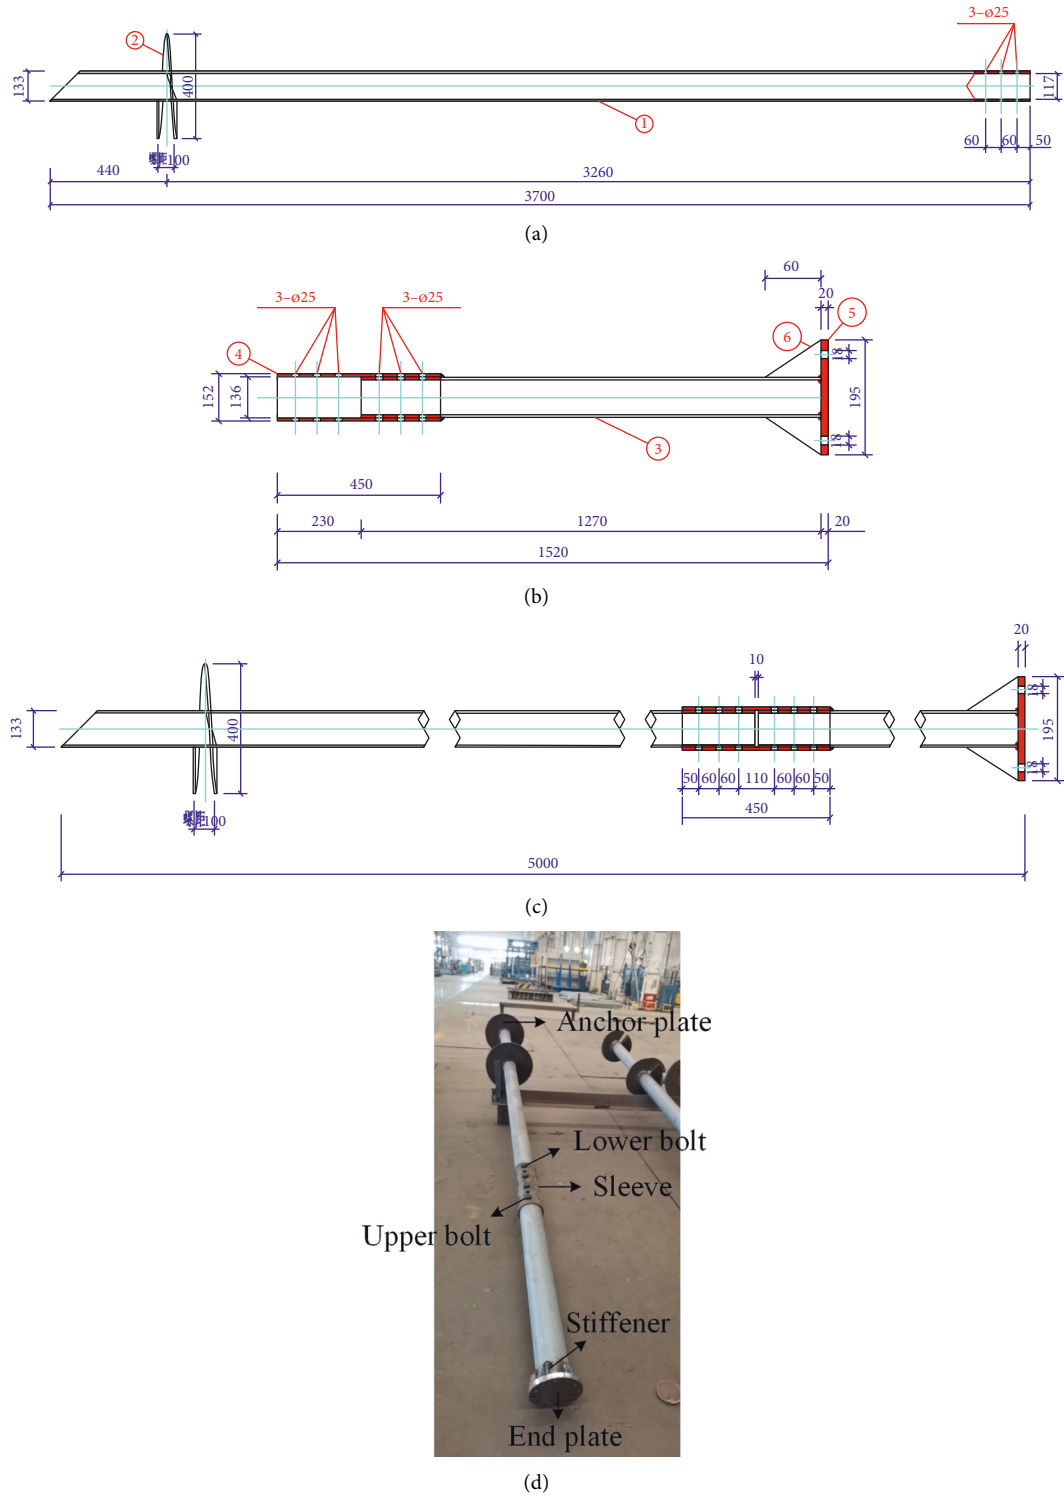 3–ø25
2
133
400
117
1
60
60
50
100
440
3260
3700
(a)
60
3–ø25
3–ø25
20
5
6
4
18
152
136
195
18
3
450
230
1270
20
1520
(b)
20
10
18
133
400
195
18
50 60 60 110 60 60 50
100
450
5000
(c)
Anchor plate
Lower bolt
Sleeve
Upper bolt
Stiffener
End plate
(d)